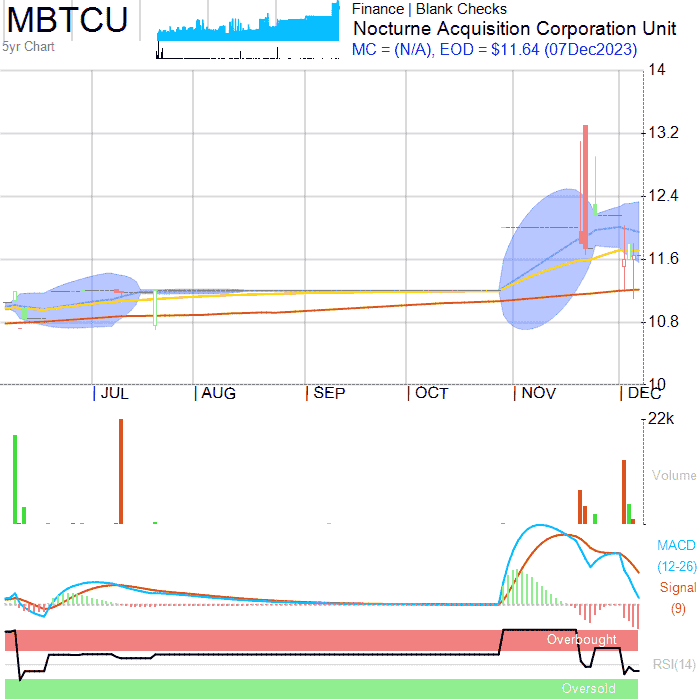 MBTCU
5yr Chart
Finance | Blank Checks
Nocturne Acquisition Corporation Unit
MC = (N/A), EOD = $11.64 (07Dec2023)
14
13.2
12.4
11.6
10.8
10
JUL
AUG
SEP
OCT
NOV
DEC
22k
Volume
MACD
(12-26)
Signal
(9)
Overbought
RSI(14)
Oversold